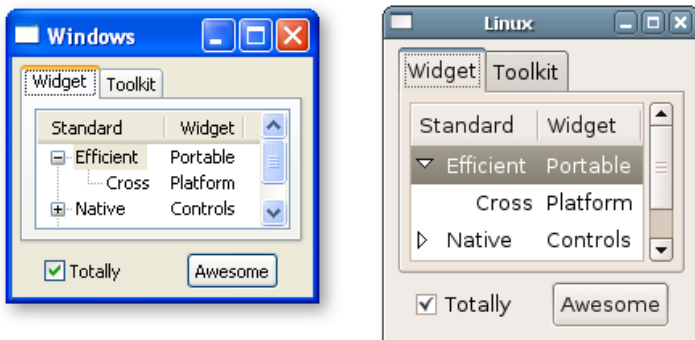 Windows
Widget Toolkit
Standard Widget
Efficient Portable
Cross Platform
Native Controls
Totally Awesome
Linux
Widget Toolkit
Standard Widget
Efficient Portable
Cross Platform
Native Controls
Totally Awesome